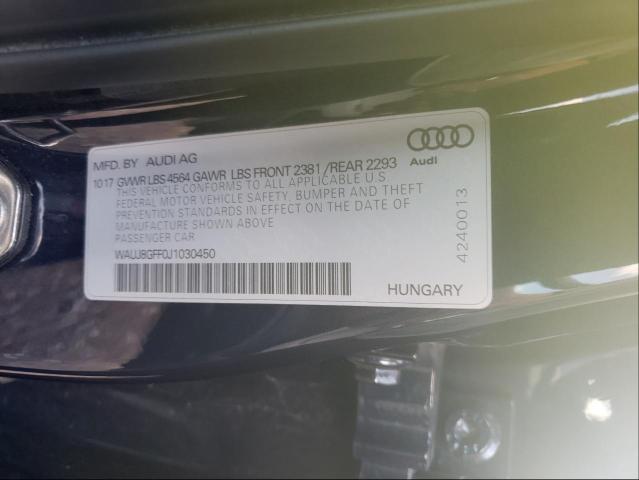 MFD. BY AUDI AG
Audi
1017 GVWR LBS 4564 GAWR LBS FRONT 2381 /REAR 2293
THIS VEHICLE CONFORMS TO ALL APPLICABLE U.S.
FEDERAL MOTOR VEHICLE SAFETY, BUMPER, AND THEFT
PREVENTION STANDARDS IN EFFECT ON THE DATE OF
MANUFACTURE SHOWN ABOVE
PASSENGER CAR
WAUJ8GFF0J1030450
HUNGARY
4240013